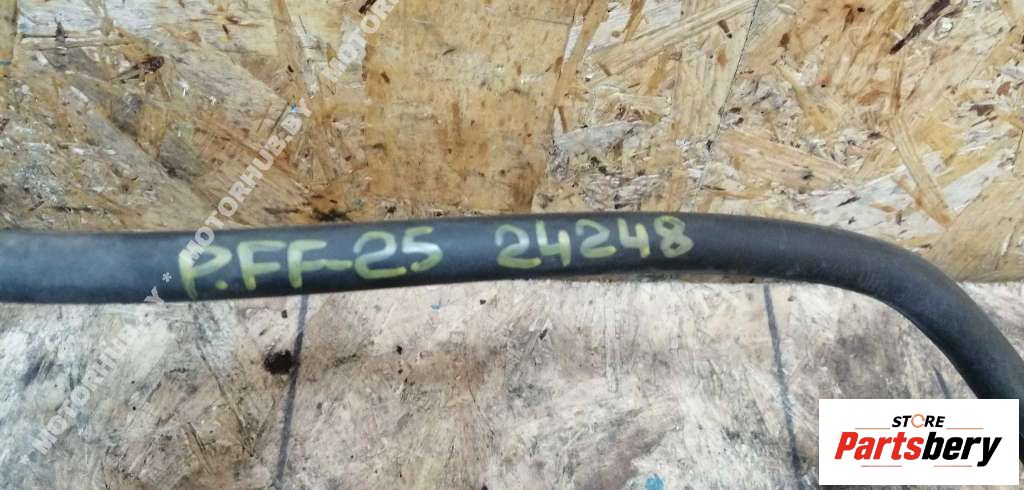 * MOTORHUB.BY * MOTORHUB.BY
P.FF-25 24248
STORE
Partsbery